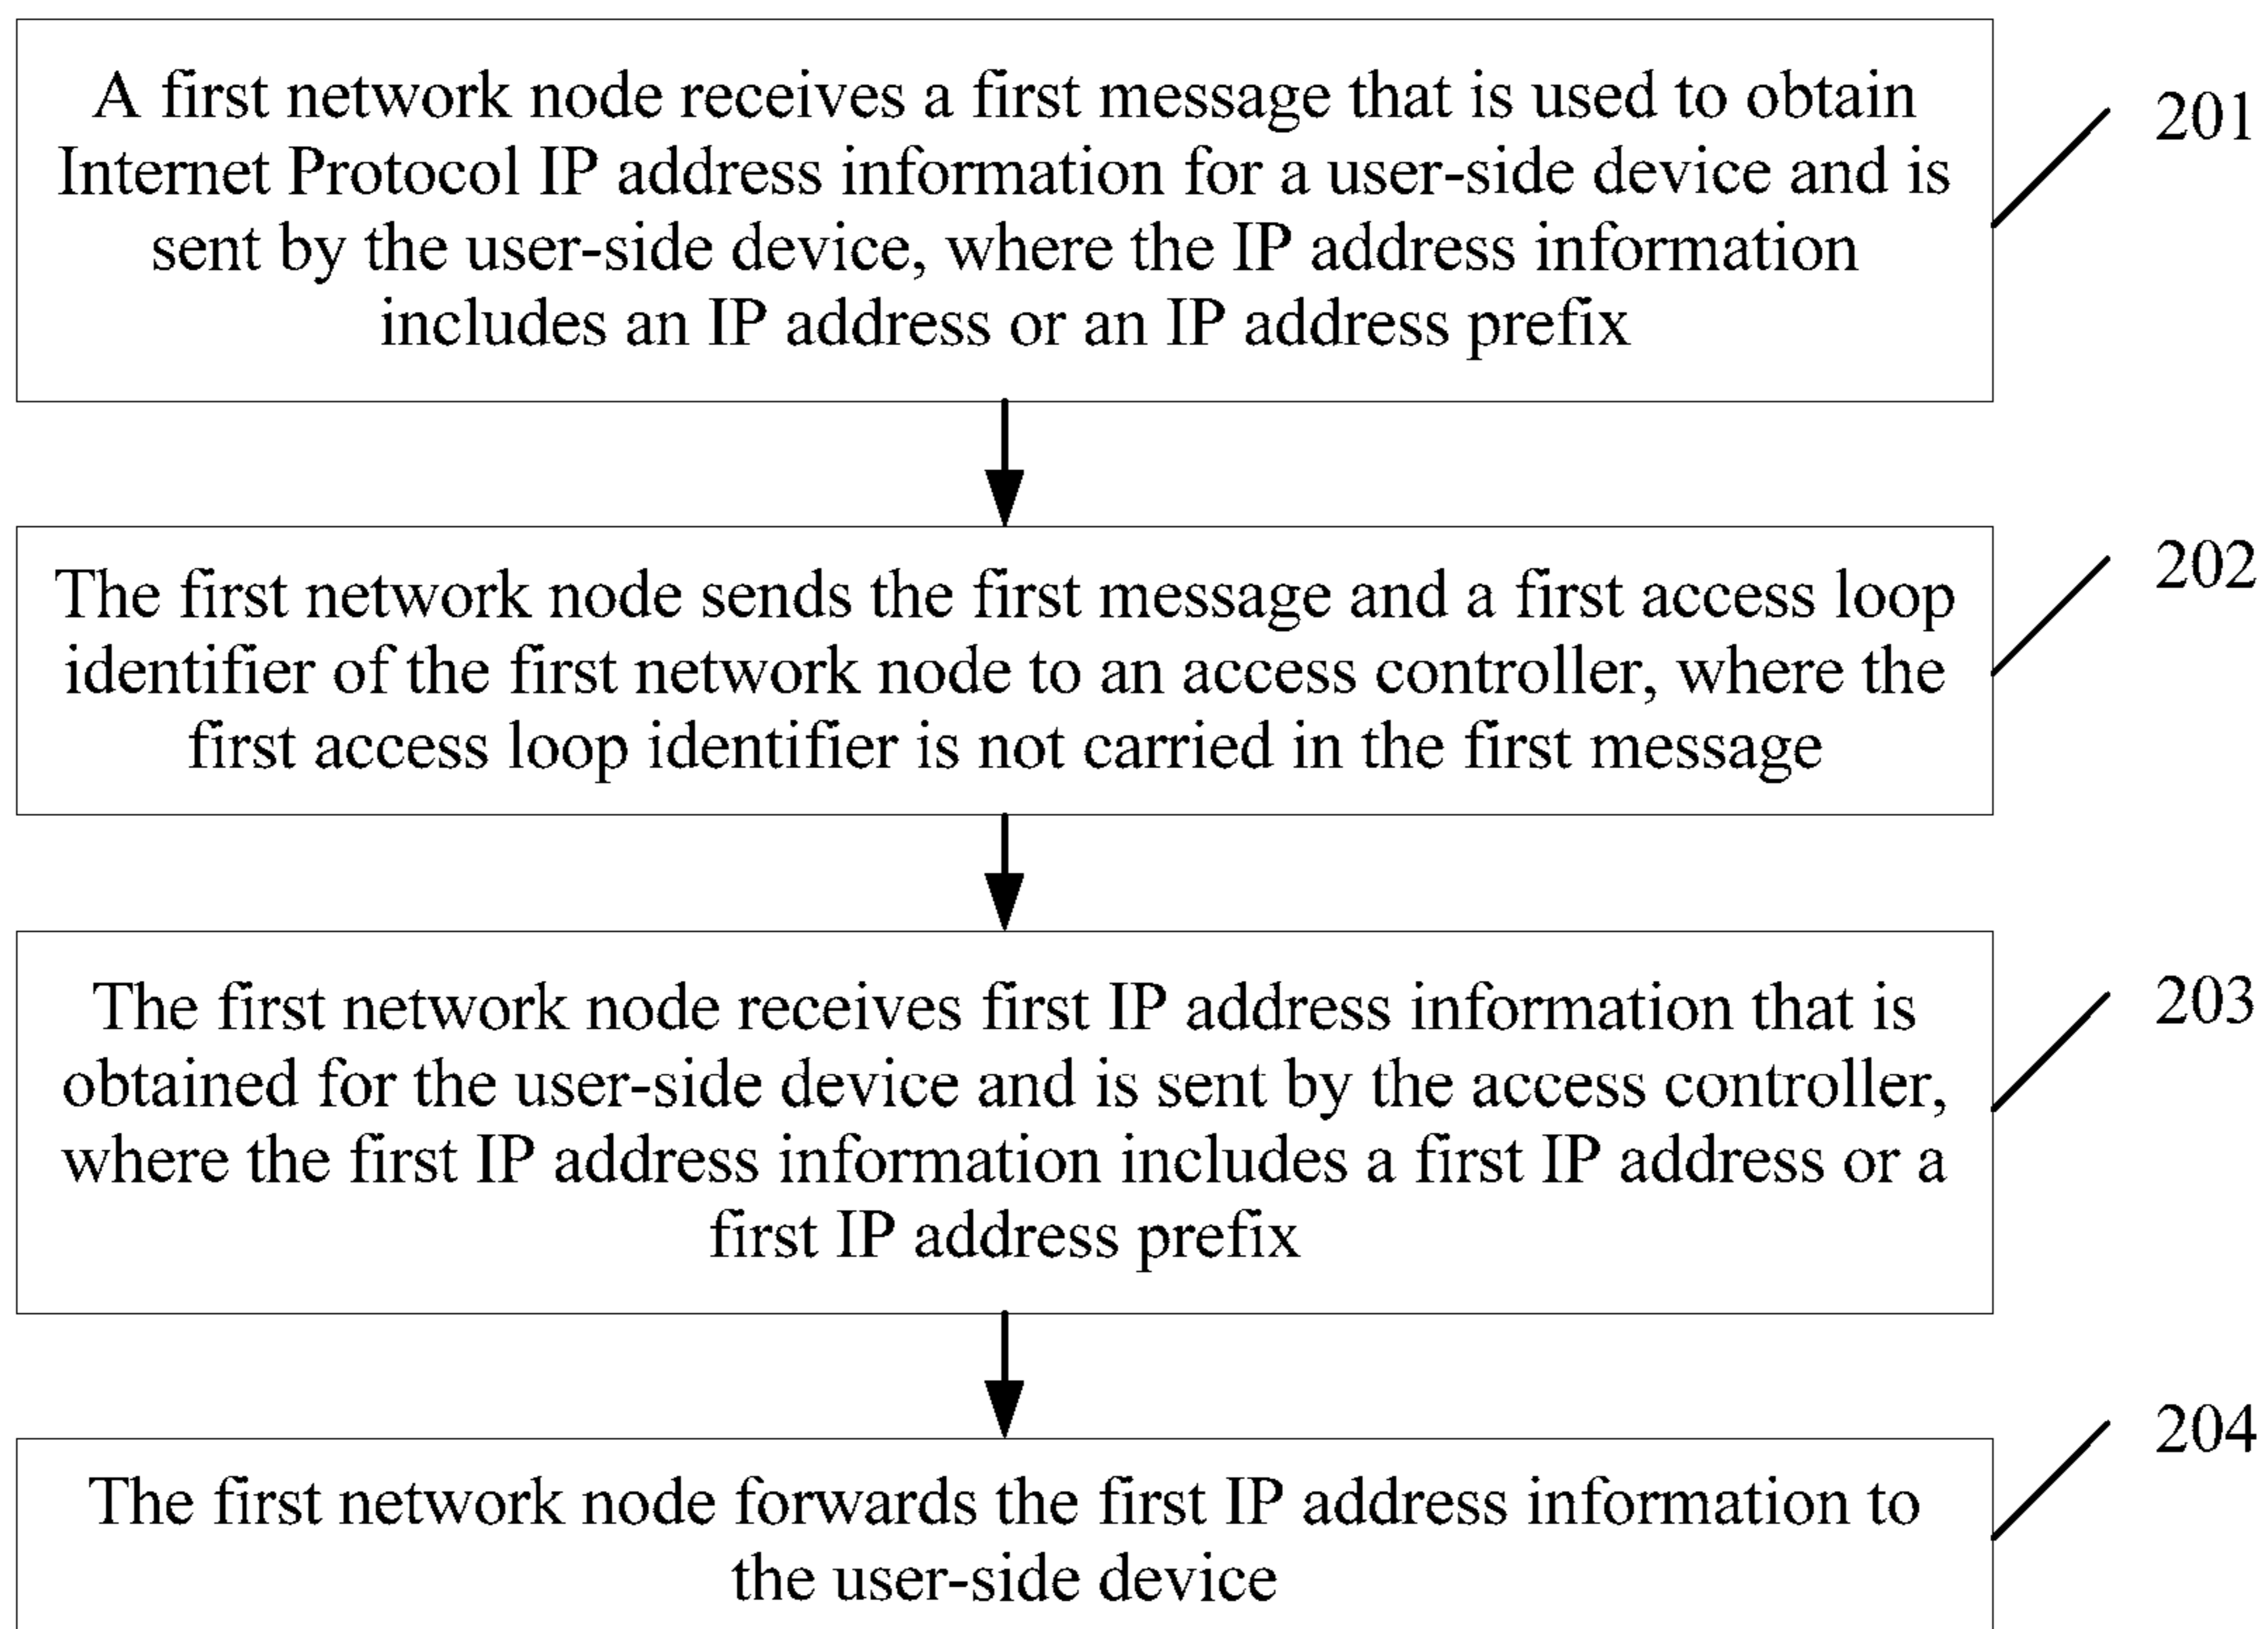 A first network node receives a first message that is used to obtain
Internet Protocol IP address information for a user-side device and is
sent by the user-side device, where the IP address information
includes an IP address or an IP address prefix
201
The first network node sends the first message and a first access loop
identifier of the first network node to an access controller, where the
first access loop identifier is not carried in the first message
202
The first network node receives first IP address information that is
obtained for the user-side device and is sent by the access controller,
where the first IP address information includes a first IP address or a
first IP address prefix
203
The first network node forwards the first IP address information to
the user-side device
204